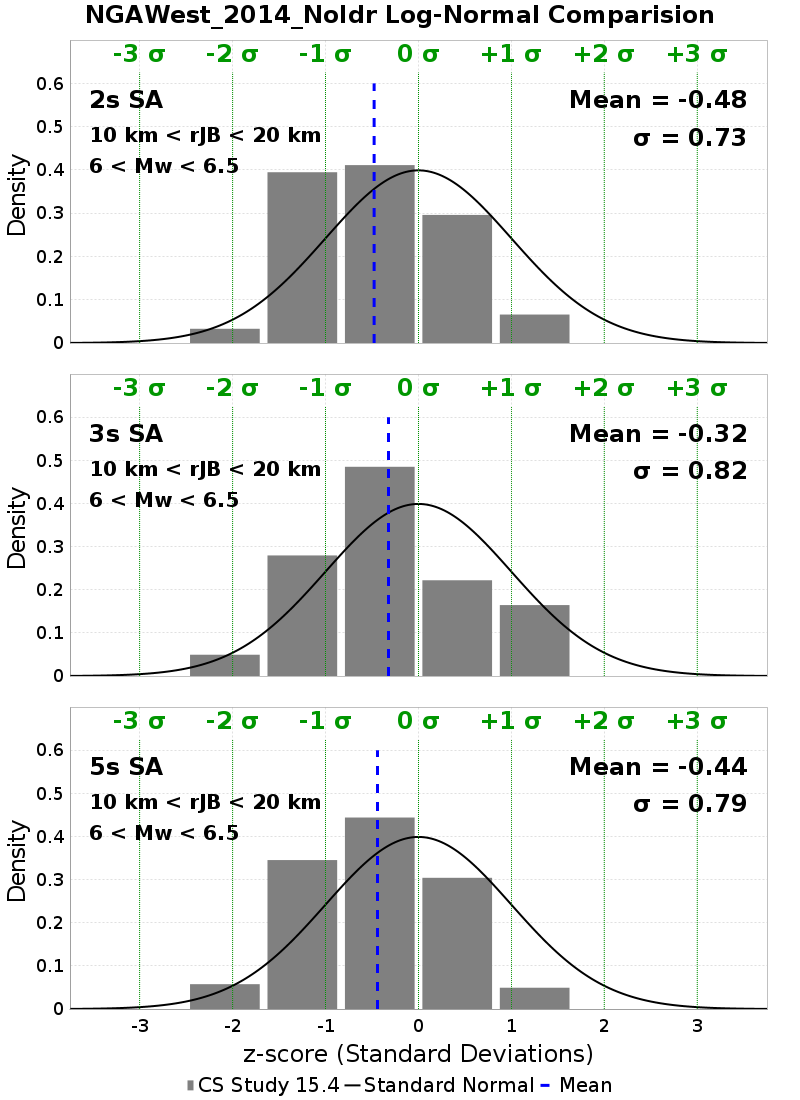 NGAWest_2014_NoIdr Log-Normal Comparision
-3 σ -2 σ -1 σ 0 σ +1 σ +2 σ +3 σ
2s SA Mean = -0.48
10 km < rJB < 20 km σ = 0.73
6 < Mw < 6.5
Density
0.6
0.5
0.4
0.3
0.2
0.1
0
-3 σ -2 σ -1 σ 0 σ +1 σ +2 σ +3 σ
3s SA Mean = -0.32
10 km < rJB < 20 km σ = 0.82
6 < Mw < 6.5
Density
0.6
0.5
0.4
0.3
0.2
0.1
0
-3 σ -2 σ -1 σ 0 σ +1 σ +2 σ +3 σ
5s SA Mean = -0.44
10 km < rJB < 20 km σ = 0.79
6 < Mw < 6.5
Density
0.6
0.5
0.4
0.3
0.2
0.1
0
-3 -2 -1 0 1 2 3
z-score (Standard Deviations)
CS Study 15.4 Standard Normal Mean